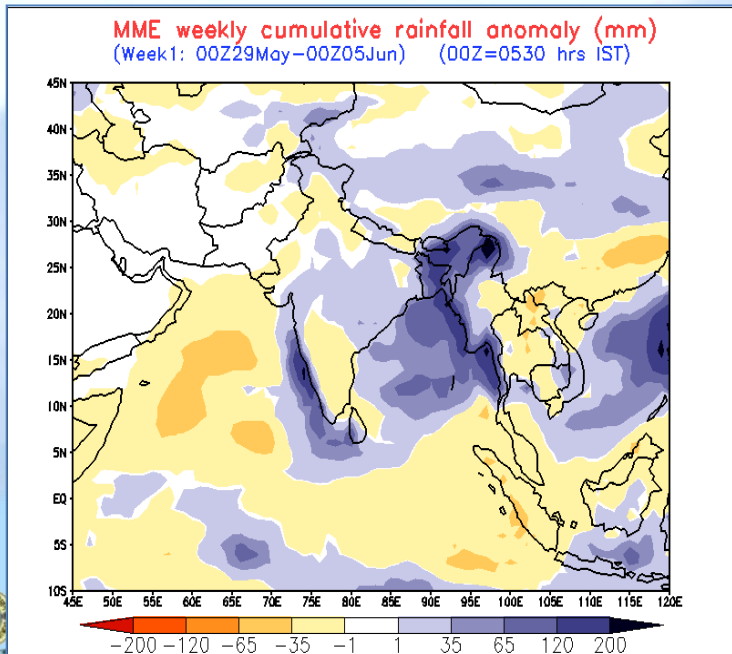 MME weekly cumulative rainfall anomaly (mm)
(Week1: 00Z29May-00Z05Jun) (00Z=0530 hrs IST)
45N
40N
35N
30N
25N
20N
15N
10N
5N
EQ
5S
10S
45E 50E 55E 60E 65E 70E 75E 80E 85E 90E 95E 100E 105E 110E 115E 120E
-200 -120 -65 -35 -1 1 35 65 120 200